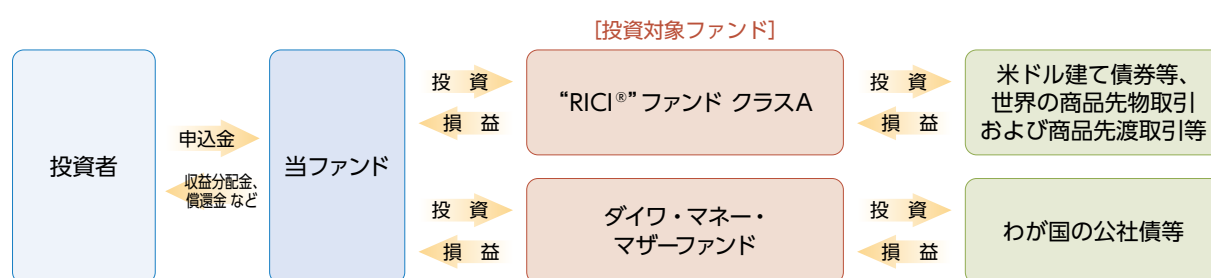 [投資対象ファンド]
投資者
申込金
収益分配金、
償還金 など
当ファンド
投 資
損 益
“RICI®”ファンド クラスA
投 資
損 益
米ドル建て債券等、
世界の商品先物取引
および商品先渡取引等
投 資
損 益
ダイワ・マネー・
マザーファンド
投 資
損 益
わが国の公社債等